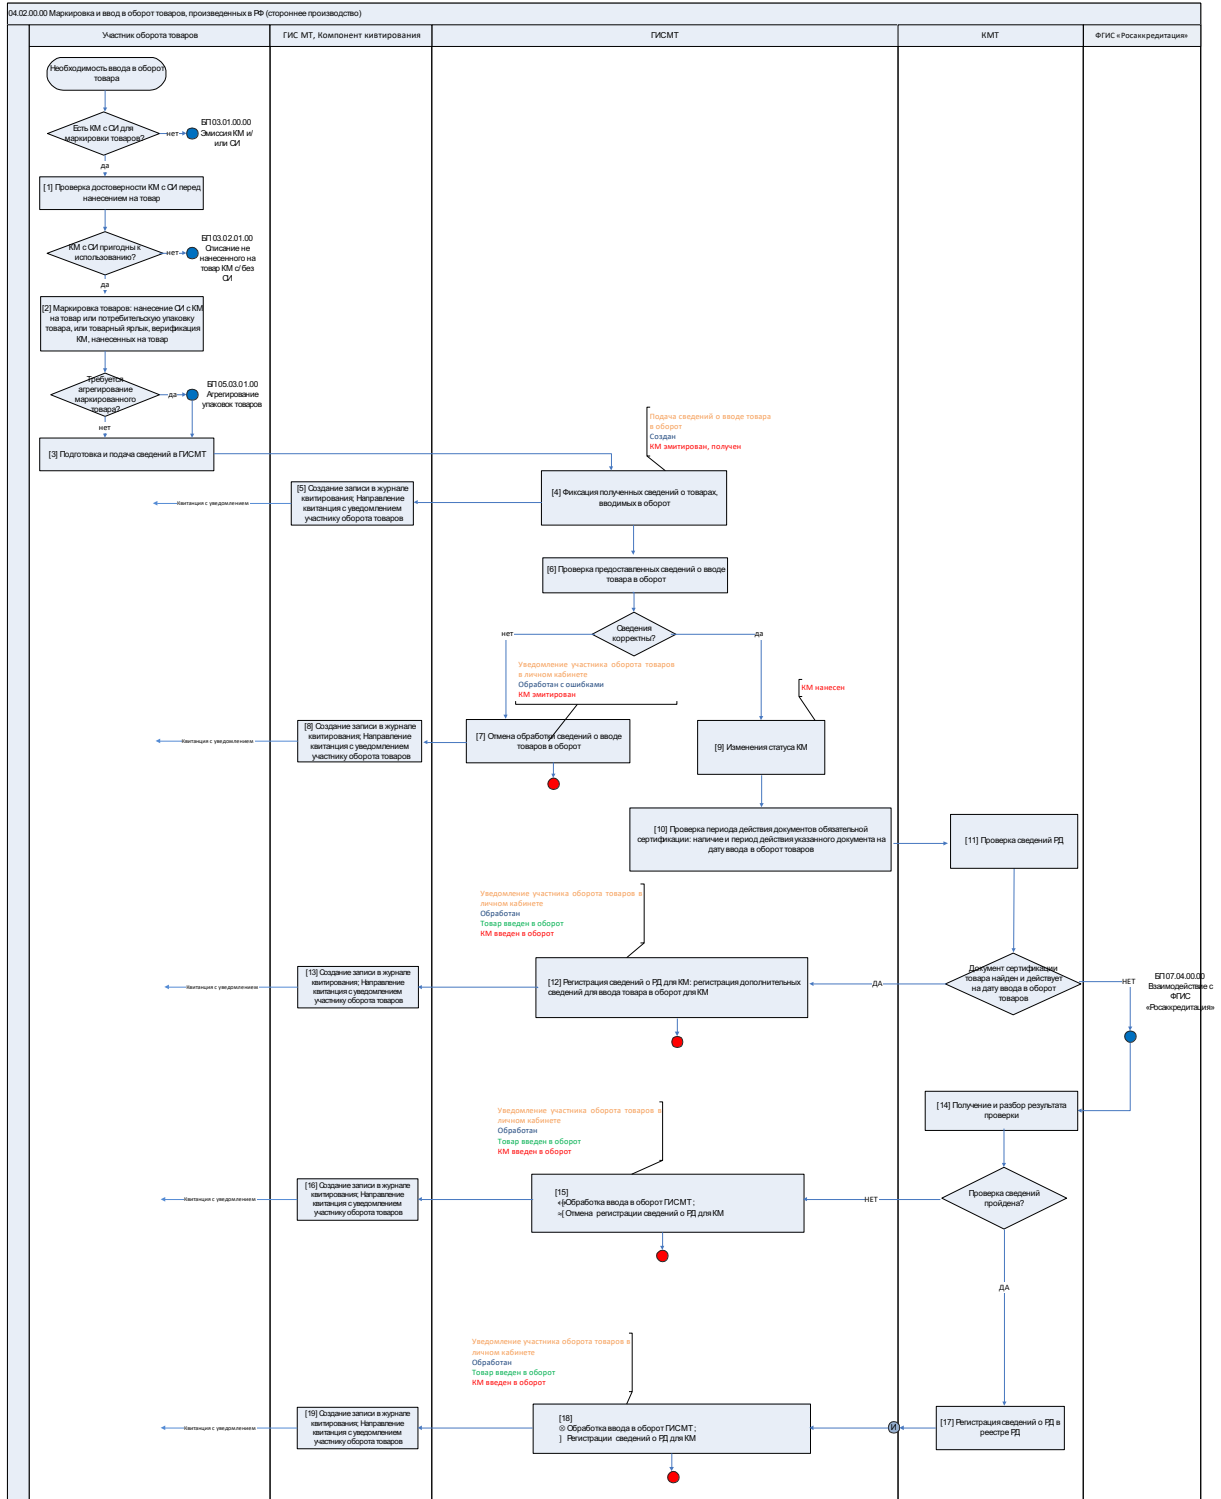 04.02.00.00 Маркировка и ввод в оборот товаров, произведенных в РФ (стороннее производство)
Участник оборота товаров
ГИС МТ, Компонент кивтирования
ГИСМТ
КМТ
ФГИС «Росаккредитация»
Необходимость ввода в оборот
товара
Есть КМ с СИ для
маркировки товаров?
нет
БП 03.01.00.00
Эмиссия КМ и/
или СИ
да
[1] Проверка достоверности КМ с СИ перед
нанесением на товар
КМ с СИ пригодны к
использованию?
нет
БП 03.02.01.00
Списание не
нанесенного на
товар КМ с/ без
СИ
да
[2] Маркировка товаров: нанесение СИ с КМ
на товар или потребительскую упаковку
товара, или товарный ярлык, верификация
КМ, нанесенных на товар
Требуется
агрегирование
маркированного
товара?
да
БП 05.03.01.00
Агрегирование
упаковок товаров
нет
[3] Подготовка и подача сведений в ГИСМТ
Подача сведений о вводе товара
в оборот
Создан
КМ эмитирован, получен
[4] Фиксация полученных сведений о товарах,
вводимых в оборот
[5] Создание записи в журнале
квитирования; Направление
квитанция с уведомлением
участнику оборота товаров
Квитанция с уведомлением
[6] Проверка предоставленных сведений о вводе
товара в оборот
Сведения
корректны?
нет
да
Уведомление участника оборота товаров
в личном кабинете
Обработан с ошибками
КМ эмитирован
КМ нанесен
[7] Отмена обработки сведений о вводе
товаров в оборот
[8] Создание записи в журнале
квитирования; Направление
квитанция с уведомлением
участнику оборота товаров
Квитанция с уведомлением
[9] Изменения статуса КМ
[10] Проверка периода действия документов обязательной
сертификации: наличие и период действия указанного документа на
дату ввода в оборот товаров
[11] Проверка сведений РД
Уведомление участника оборота товаров в
личном кабинете
Обработан
Товар введен в оборот
КМ введен в оборот
Документ сертификации
товара найден и действует
на дату ввода в оборот
товаров
ДА
НЕТ
БП 07.04.00.00
Взаимодействие с
ФГИС
«Росаккредитация»
[12] Регистрация сведений о РД для КМ: регистрация дополнительных
сведений для ввода товара в оборот для КМ
[13] Создание записи в журнале
квитирования; Направление
квитанция с уведомлением
участнику оборота товаров
Квитанция с уведомлением
[14] Получение и разбор результата
проверки
Уведомление участника оборота товаров в
личном кабинете
Обработан
Товар введен в оборот
КМ введен в оборот
Проверка сведений
пройдена?
НЕТ
[15]
Обработка ввода в оборот ГИСМТ ;
Отмена регистрации сведений о РД для КМ
[16] Создание записи в журнале
квитирования; Направление
квитанция с уведомлением
участнику оборота товаров
Квитанция с уведомлением
ДА
Уведомление участника оборота товаров в
личном кабинете
Обработан
Товар введен в оборот
КМ введен в оборот
[17] Регистрация сведений о РД в
реестре РД
И
[18]
Обработка ввода в оборот ГИСМТ ;
] Регистрации сведений о РД для КМ
[19] Создание записи в журнале
квитирования; Направление
квитанция с уведомлением
участнику оборота товаров
Квитанция с уведомлением